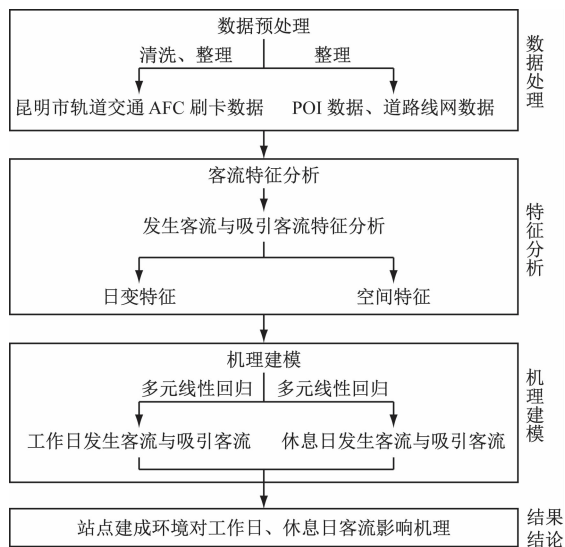 数据预处理
清洗、整理 整理
昆明市轨道交通 AFC 刷卡数据 POI 数据、道路线网数据
数据处理
客流特征分析
发生客流与吸引客流特征分析
日变特征 空间特征
特征分析
机理建模
多元线性回归 多元线性回归
工作日发生客流与吸引客流 休息日发生客流与吸引客流
机理建模
站点建成环境对工作日、休息日客流影响机理
结果
结论